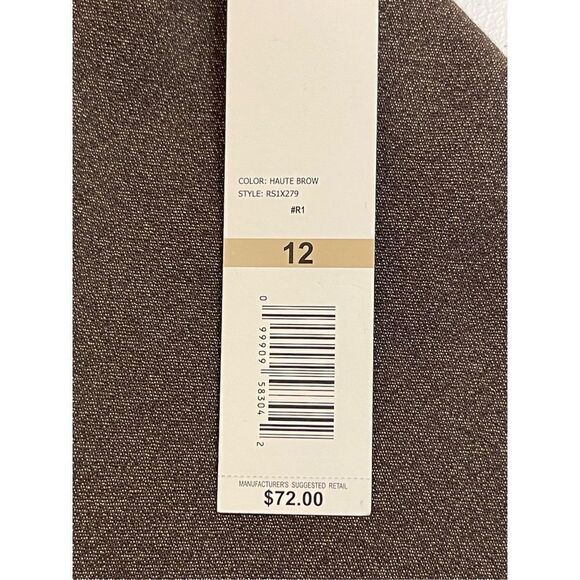 COLOR: HAUTE BROW
STYLE: RS1X279
#R1
12
0 99909 58304 2
MANUFACTURER'S SUGGESTED RETAIL
$72.00